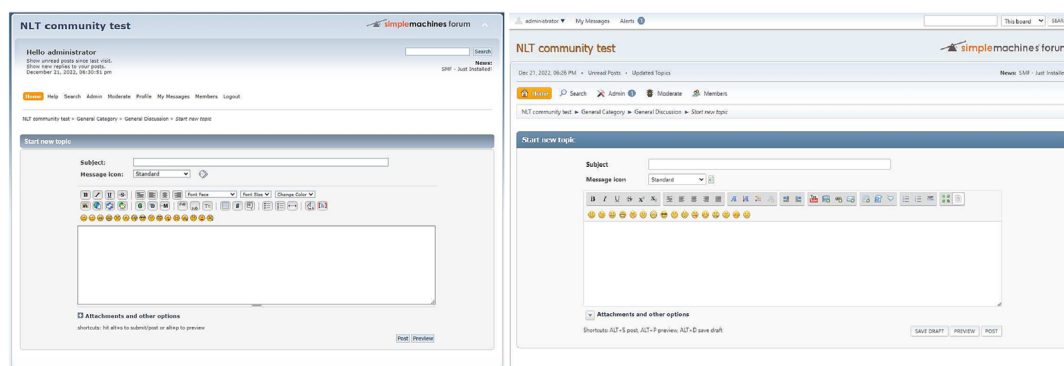 NLT community test
simplemachines forum
Hello administrator
Show unread posts since last visit.
Show new replies to your posts.
December 21, 2022, 06:30:51 pm
Search
News:
SMF - Just Installed!
Home Help Search Admin Moderate Profile My Messages Members Logout
NLT community test » General Category » General Discussion » Start new topic
Start new topic
Subject:
Message icon: Standard
Font Face Font Size Change Color
Attachments and other options
shortcuts: hit alt+s to submit/post or alt+p to preview
Post Preview
administrator ▼ My Messages Alerts
This board
NLT community test
simplemachines forum
Dec 21, 2022, 06:26 PM • Unread Posts • Updated Topics
News: SMF - Just Installe
Home Search Admin Moderate Members
NLT community test ► General Category ► General Discussion ► Start new topic
Start new topic
Subject
Message icon Standard
Attachments and other options
Shortcuts: ALT+S post, ALT+P preview, ALT+D save draft
SAVE DRAFT PREVIEW POST